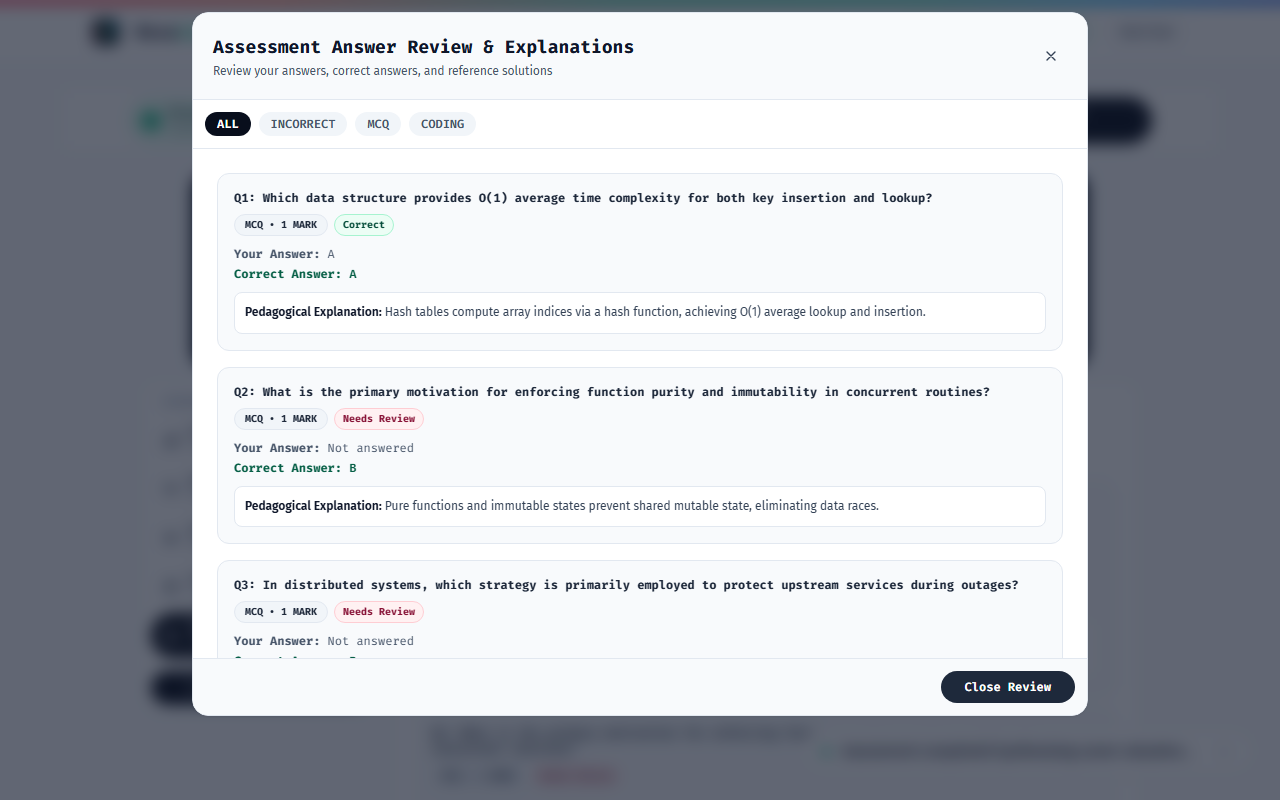 Assessment Answer Review & Explanations
Review your answers, correct answers, and reference solutions
ALL
INCORRECT
MCQ
CODING
Q1: Which data structure provides O(1) average time complexity for both key insertion and lookup?
MCQ • 1 MARK
Correct
Your Answer: A
Correct Answer: A
Pedagogical Explanation: Hash tables compute array indices via a hash function, achieving O(1) average lookup and insertion.
Q2: What is the primary motivation for enforcing function purity and immutability in concurrent routines?
MCQ • 1 MARK
Needs Review
Your Answer: Not answered
Correct Answer: B
Pedagogical Explanation: Pure functions and immutable states prevent shared mutable state, eliminating data races.
Q3: In distributed systems, which strategy is primarily employed to protect upstream services during outages?
MCQ • 1 MARK
Needs Review
Your Answer: Not answered
Close Review